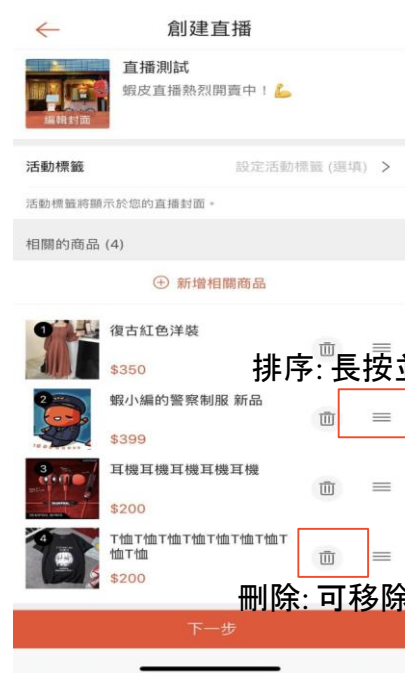 創建直播
直播測試
蝦皮直播熱烈開賣中！💪
編輯封面
活動標籤
設定活動標籤 (選填) >
活動標籤將顯示於您的直播封面。
相關的商品 (4)
新增相關商品
1
復古紅色洋裝
$350
排序: 長按並
2
蝦小編的警察制服 新品
$399
3
耳機耳機耳機耳機耳機
$200
4
T恤T恤T恤T恤T恤T恤T恤T
恤T恤
$200
刪除: 可移除
下一步